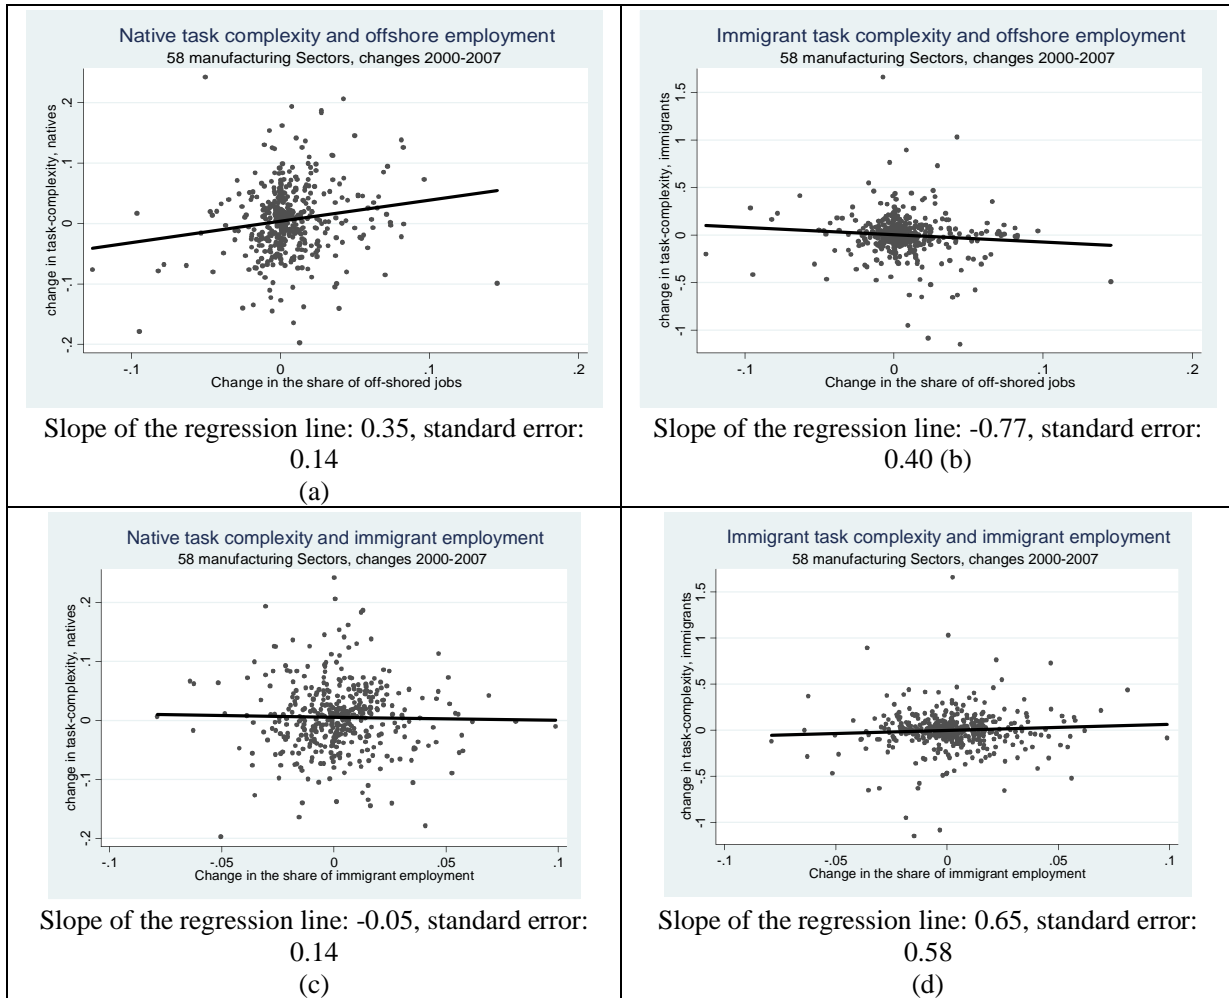 Native task complexity and offshore employment
58 manufacturing Sectors, changes 2000-2007
change in task-complexity, natives
.2
.1
0
-.1
-.2
-.1
0
.1
.2
Change in the share of off-shored jobs
Slope of the regression line: 0.35, standard error:
0.14
(a)
Immigrant task complexity and offshore employment
58 manufacturing Sectors, changes 2000-2007
change in task-complexity, immigrants
1.5
1
.5
0
-.5
-1
-.1
0
.1
.2
Change in the share of off-shored jobs
Slope of the regression line: -0.77, standard error:
0.40 (b)
Native task complexity and immigrant employment
58 manufacturing Sectors, changes 2000-2007
change in task-complexity, natives
.2
.1
0
-.1
-.2
-.1
-.05
0
.05
.1
Change in the share of immigrant employment
Slope of the regression line: -0.05, standard error:
0.14
(c)
Immigrant task complexity and immigrant employment
58 manufacturing Sectors, changes 2000-2007
change in task-complexity, immigrants
1.5
1
.5
0
-.5
-1
-.1
-.05
0
.05
.1
Change in the share of immigrant employment
Slope of the regression line: 0.65, standard error:
0.58
(d)